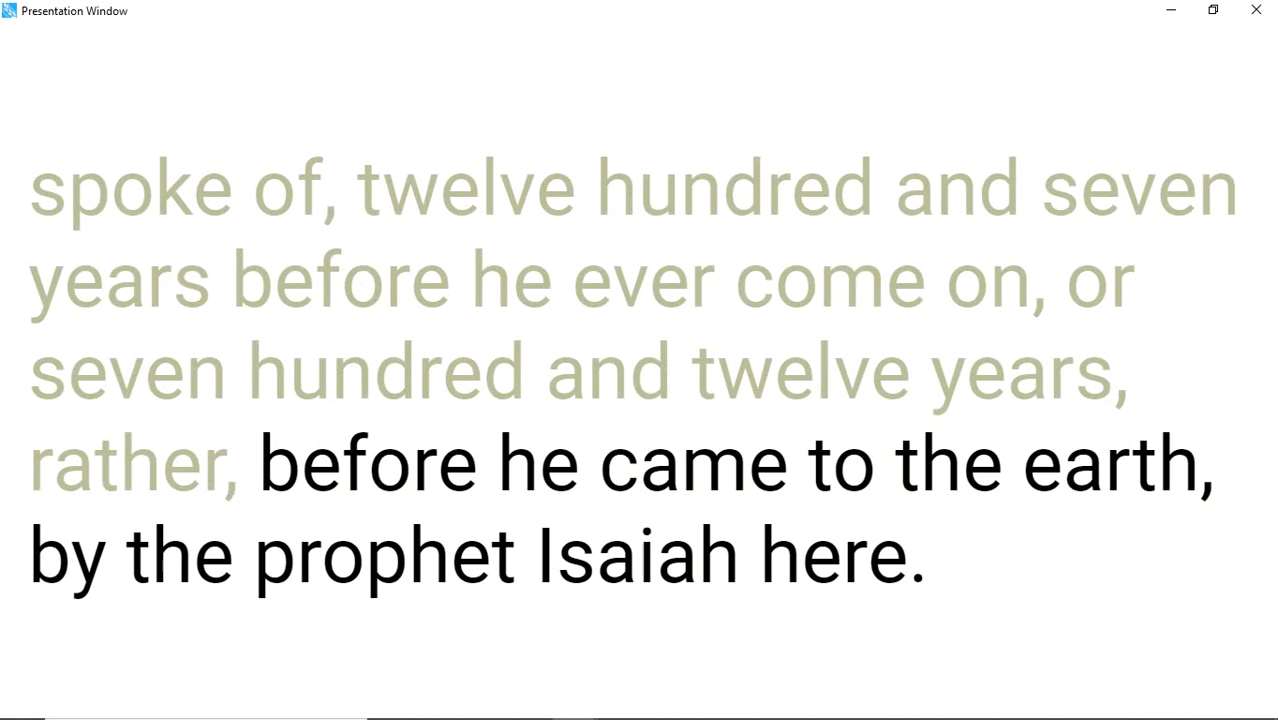 Presentation Window
spoke of, twelve hundred and seven
years before he ever come on, or
seven hundred and twelve years,
rather, before he came to the earth,
by the prophet Isaiah here.